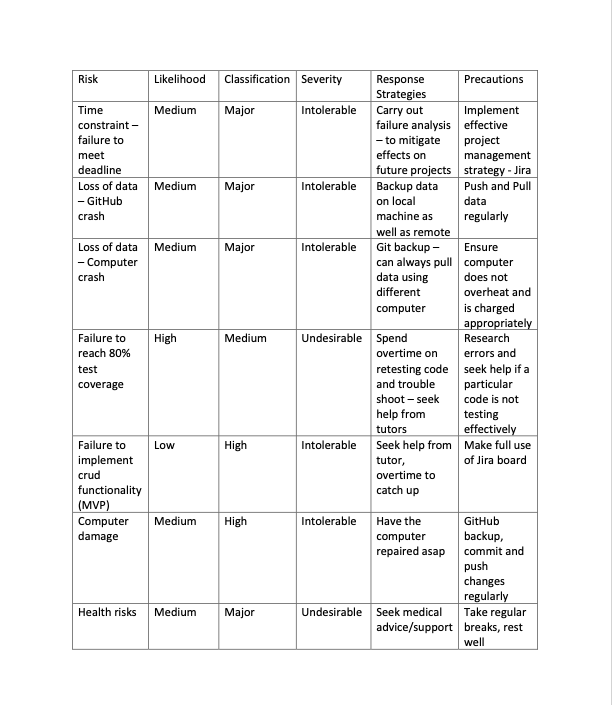 Risk
Likelihood
Classification
Severity
Response
Strategies
Precautions
Time
constraint –
failure to
meet
deadline
Medium
Major
Intolerable
Carry out
failure analysis
– to mitigate
effects on
future projects
Implement
effective
project
management
strategy - Jira
Loss of data
– GitHub
crash
Medium
Major
Intolerable
Backup data
on local
machine as
well as remote
Push and Pull
data
regularly
Loss of data
– Computer
crash
Medium
Major
Intolerable
Git backup –
can always pull
data using
different
computer
Ensure
computer
does not
overheat and
is charged
appropriately
Failure to
reach 80%
test
coverage
High
Medium
Undesirable
Spend
overtime on
retesting code
and trouble
shoot – seek
help from
tutors
Research
errors and
seek help if a
particular
code is not
testing
effectively
Failure to
implement
crud
functionality
(MVP)
Low
High
Intolerable
Seek help from
tutor,
overtime to
catch up
Make full use
of Jira board
Computer
damage
Medium
High
Intolerable
Have the
computer
repaired asap
GitHub
backup,
commit and
push
changes
regularly
Health risks
Medium
Major
Undesirable
Seek medical
advice/support
Take regular
breaks, rest
well